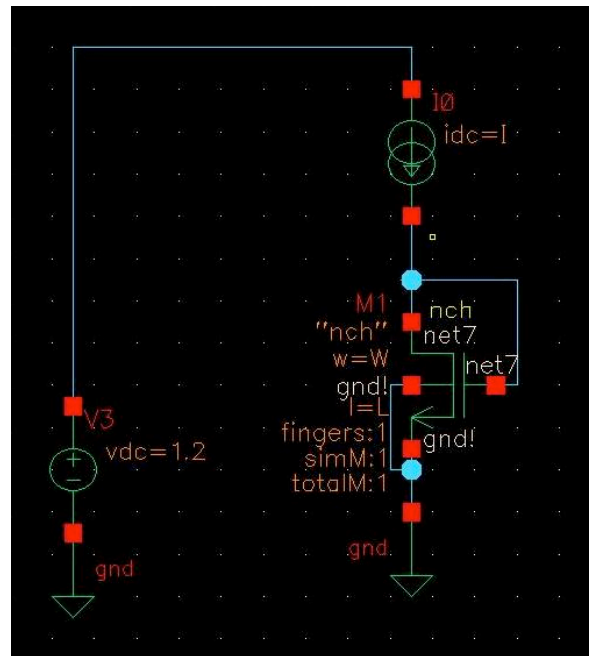 IØ
idc=I
M1
nch
"nch"
net7
w=W
net7
gnd!
l=L
fingers:1
gnd!
simM:1
totalM:1
V3
vdc=1.2
gnd
gnd